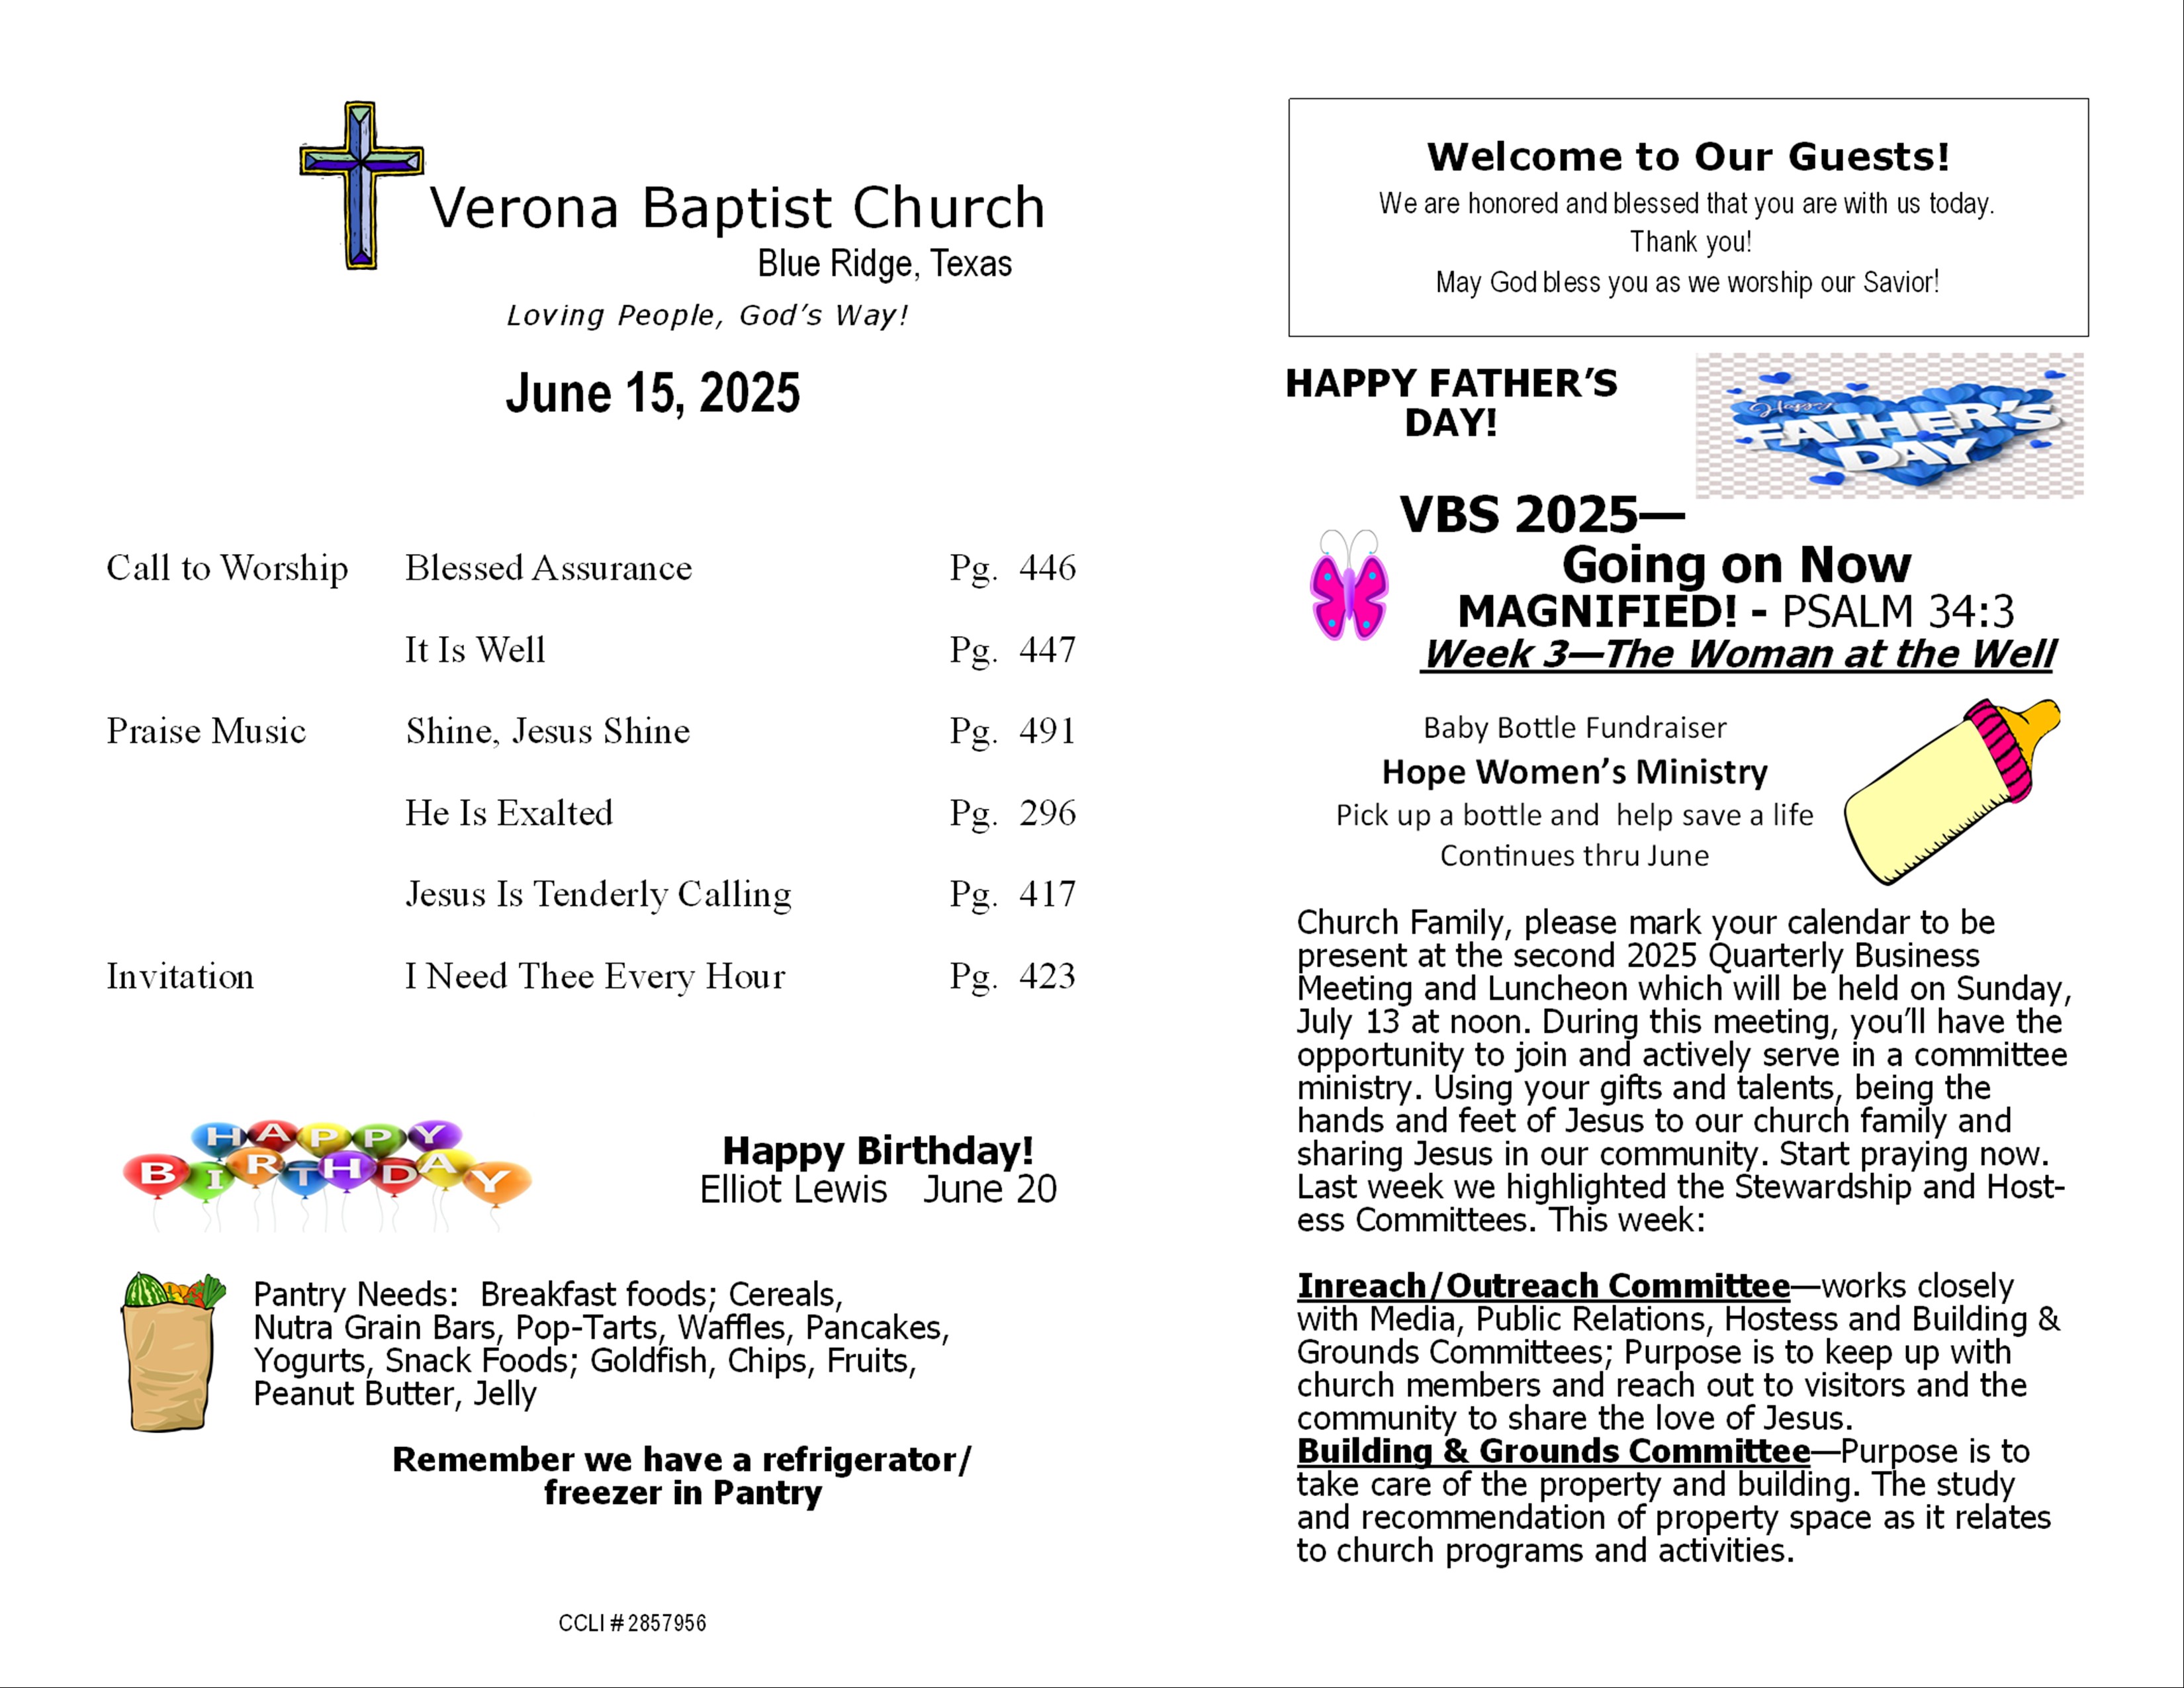 Verona Baptist Church
Blue Ridge, Texas
Loving People, God’s Way!
June 15, 2025
Call to Worship Blessed Assurance Pg. 446
It Is Well Pg. 447
Praise Music Shine, Jesus Shine Pg. 491
He Is Exalted Pg. 296
Jesus Is Tenderly Calling Pg. 417
Invitation I Need Thee Every Hour Pg. 423
HAPPY
BIRTHDAY
Happy Birthday!
Elliot Lewis June 20
Pantry Needs: Breakfast foods; Cereals,
Nutra Grain Bars, Pop-Tarts, Waffles, Pancakes,
Yogurts, Snack Foods; Goldfish, Chips, Fruits,
Peanut Butter, Jelly
Remember we have a refrigerator/
freezer in Pantry
CCLI # 2857956
Welcome to Our Guests!
We are honored and blessed that you are with us today.
Thank you!
May God bless you as we worship our Savior!
HAPPY FATHER’S
DAY!
Happy
FATHER'S
DAY
VBS 2025—
Going on Now
MAGNIFIED! - PSALM 34:3
Week 3—The Woman at the Well
Baby Bottle Fundraiser
Hope Women’s Ministry
Pick up a bottle and help save a life
Continues thru June
Church Family, please mark your calendar to be
present at the second 2025 Quarterly Business
Meeting and Luncheon which will be held on Sunday,
July 13 at noon. During this meeting, you’ll have the
opportunity to join and actively serve in a committee
ministry. Using your gifts and talents, being the
hands and feet of Jesus to our church family and
sharing Jesus in our community. Start praying now.
Last week we highlighted the Stewardship and Host-
ess Committees. This week:
Inreach/Outreach Committee—works closely
with Media, Public Relations, Hostess and Building &
Grounds Committees; Purpose is to keep up with
church members and reach out to visitors and the
community to share the love of Jesus.
Building & Grounds Committee—Purpose is to
take care of the property and building. The study
and recommendation of property space as it relates
to church programs and activities.